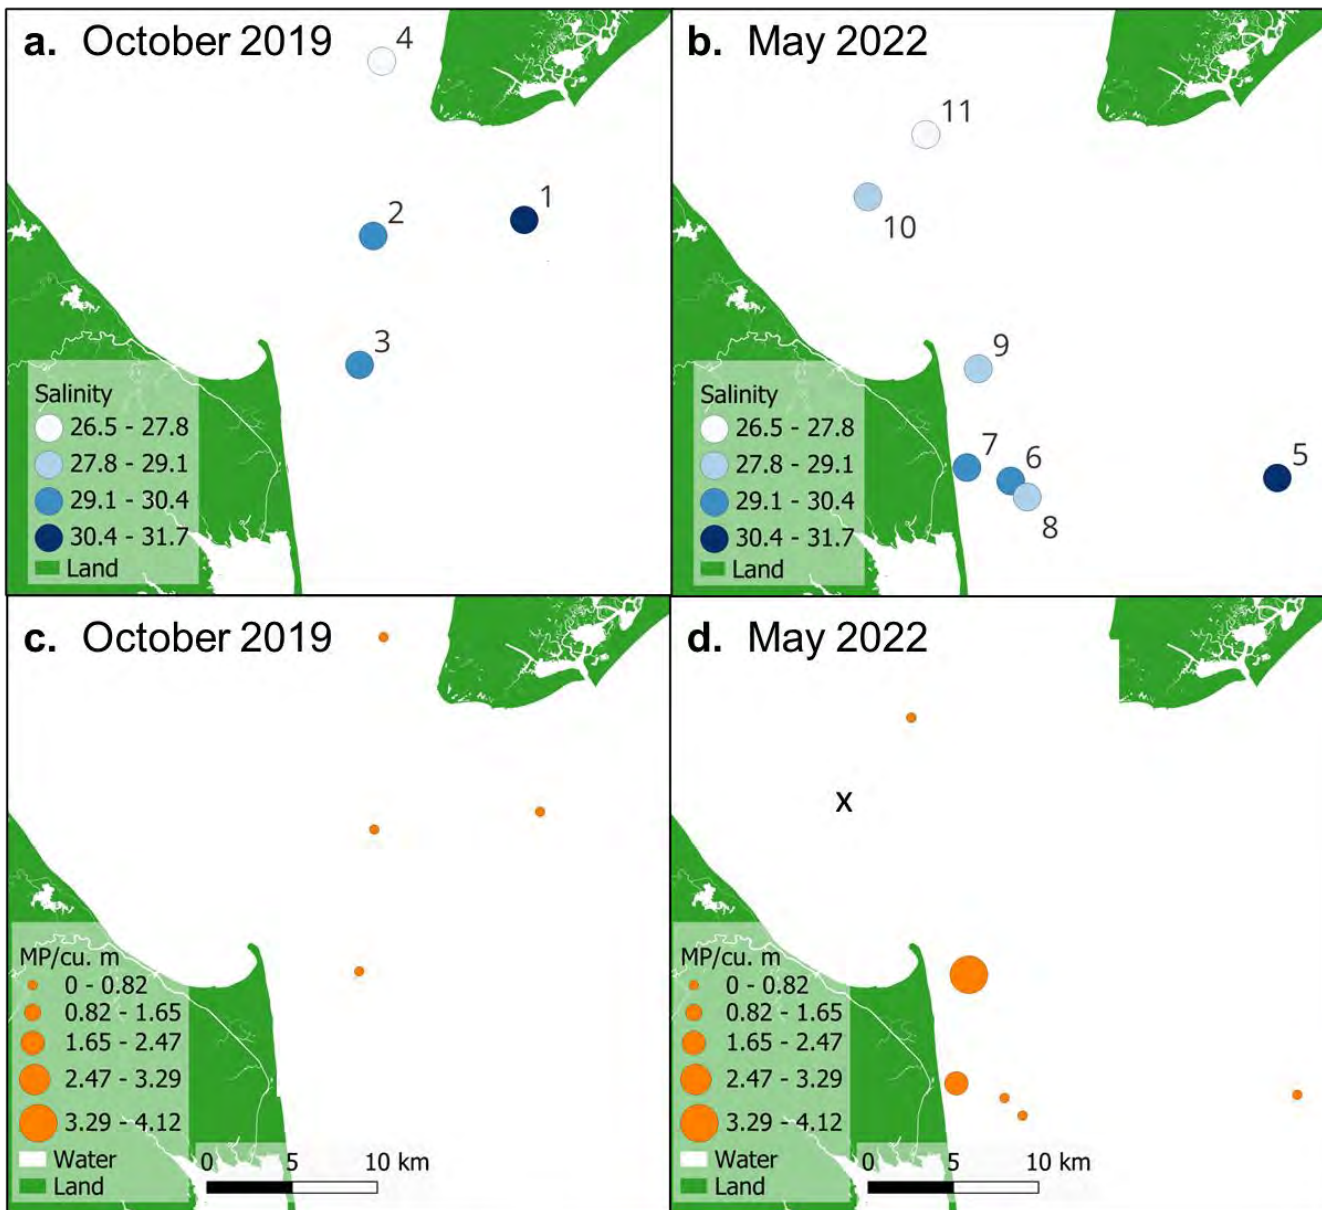 a. October 2019
4
1
2
3
Salinity
26.5 - 27.8
27.8 - 29.1
29.1 - 30.4
30.4 - 31.7
Land
b. May 2022
11
10
9
7
6
5
8
Salinity
26.5 - 27.8
27.8 - 29.1
29.1 - 30.4
30.4 - 31.7
Land
c. October 2019
MP/cu. m
0 - 0.82
0.82 - 1.65
1.65 - 2.47
2.47 - 3.29
3.29 - 4.12
Water
Land
0 5 10 km
d. May 2022
x
MP/cu. m
0 - 0.82
0.82 - 1.65
1.65 - 2.47
2.47 - 3.29
3.29 - 4.12
Water
Land
0 5 10 km